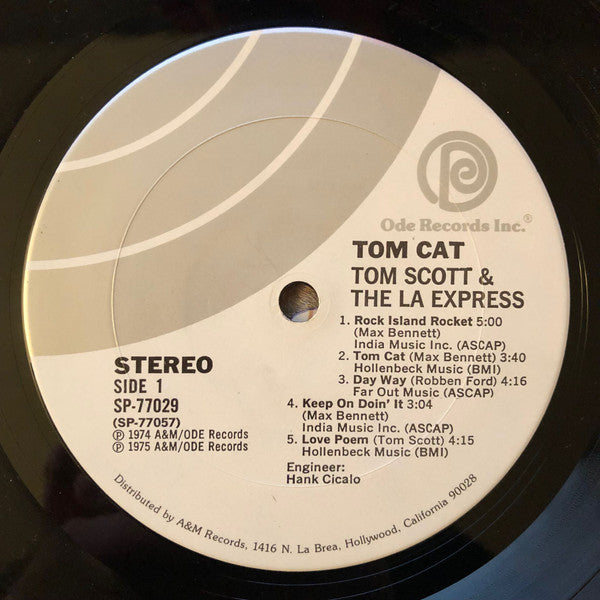 Ode Records Inc.®
TOM CAT
TOM SCOTT &
THE LA EXPRESS
1. Rock Island Rocket 5:00
(Max Bennett)
India Music Inc. (ASCAP)
2. Tom Cat (Max Bennett) 3:40
Hollenbeck Music (BMI)
3. Day Way (Robben Ford) 4:16
Far Out Music (ASCAP)
4. Keep On Doin' It 3:04
(Max Bennett)
India Music Inc. (ASCAP)
5. Love Poem (Tom Scott) 4:15
Hollenbeck Music (BMI)
Engineer:
Hank Cicalo
STEREO
SIDE 1
SP-77029
(SP-77057)
℗ 1974 A&M/ODE Records
℗ 1975 A&M/ODE Records
Distributed by A&M Records, 1416 N. La Brea, Hollywood, California 90028